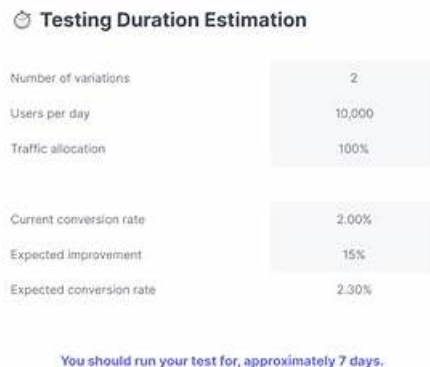 Testing Duration Estimation
Number of variations 2
Users per day 10,000
Traffic allocation 100%
Current conversion rate 2.00%
Expected improvement 15%
Expected conversion rate 2.30%
You should run your test for, approximately 7 days.